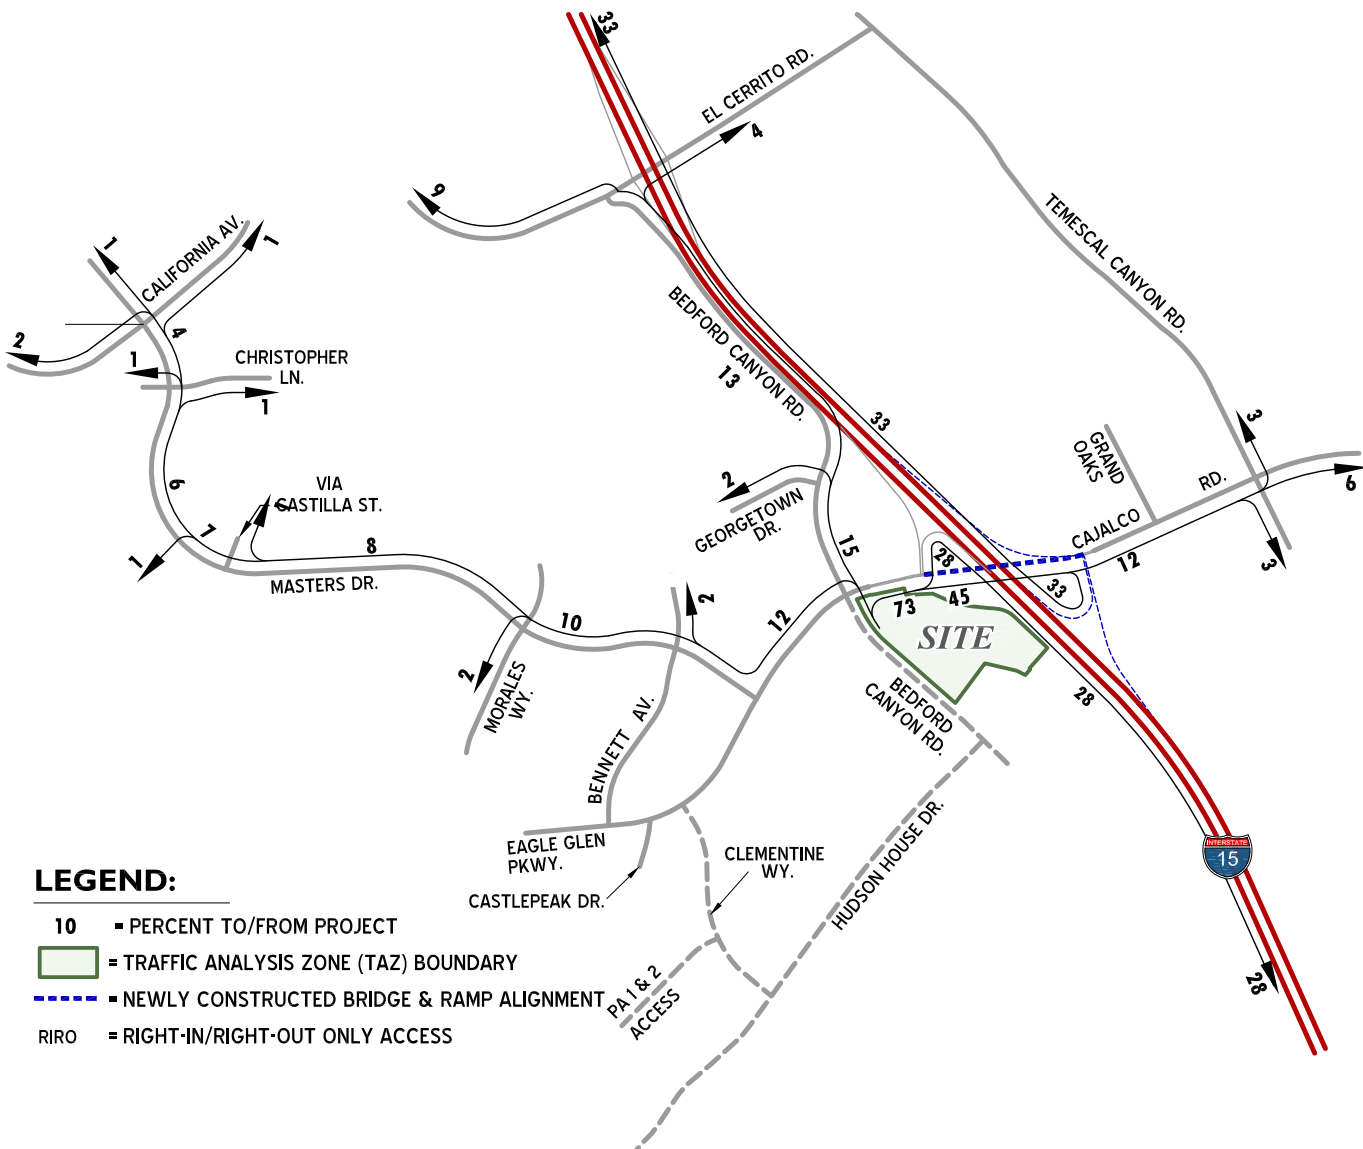 33
EL CERRITO RD.
4
9
TEMESCAL CANYON RD.
1
CALIFORNIA AV.
1
2
4
1
CHRISTOPHER
LN.
1
BEDFORD CANYON RD.
13
33
3
GRAND
OAKS
RD.
6
CAJALCO
12
3
6
VIA
CASTILLA ST.
7
1
8
MASTERS DR.
2
GEORGETOWN
DR.
15
28
33
73
45
SITE
10
2
12
2
MORALES
WY.
BENNETT AV.
BEDFORD
CANYON RD.
28
EAGLE GLEN
PKWY.
CASTLEPEAK DR.
CLEMENTINE
WY.
HUDSON HOUSE DR.
INTERSTATE
15
28
PA 1 & 2
ACCESS
LEGEND:
10 = PERCENT TO/FROM PROJECT
= TRAFFIC ANALYSIS ZONE (TAZ) BOUNDARY
= NEWLY CONSTRUCTED BRIDGE & RAMP ALIGNMENT
RIRO = RIGHT-IN/RIGHT-OUT ONLY ACCESS